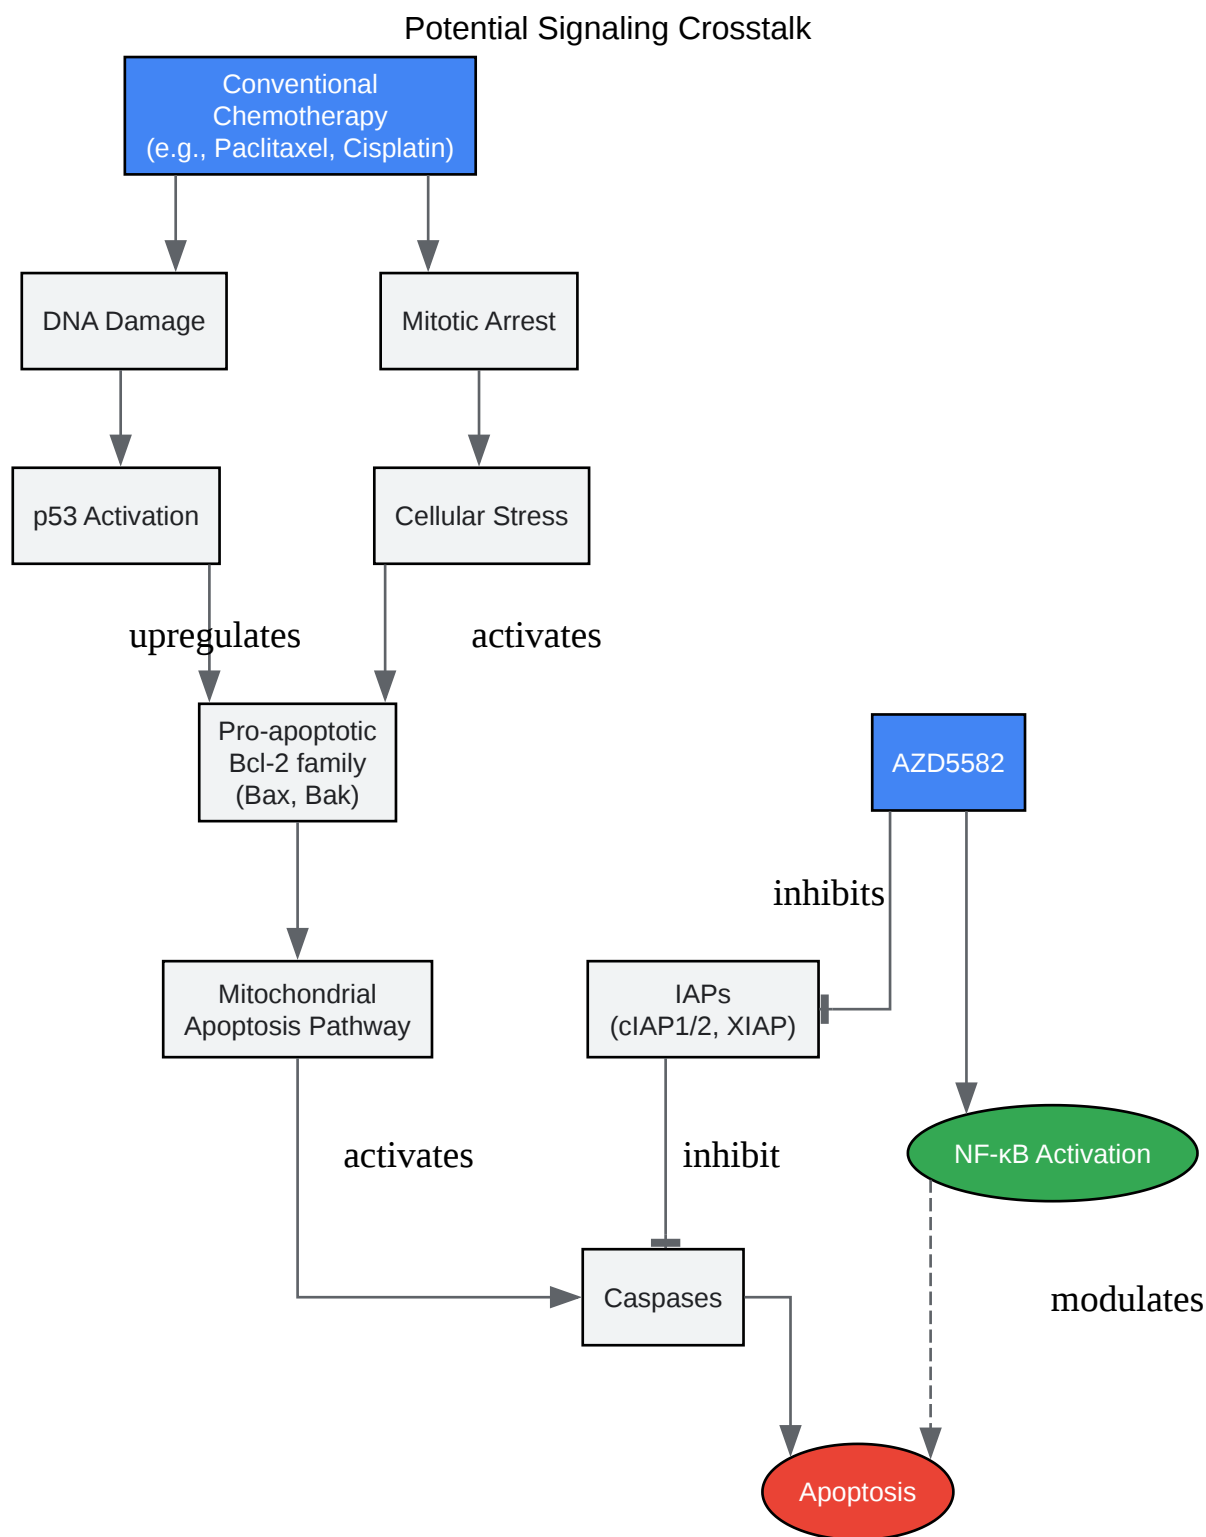 Potential Signaling Crosstalk
Conventional
Chemotherapy
(e.g., Paclitaxel, Cisplatin)
DNA Damage
Mitotic Arrest
p53 Activation
Cellular Stress
upregulates
activates
Pro-apoptotic
Bcl-2 family
(Bax, Bak)
AZD5582
inhibits
Mitochondrial
Apoptosis Pathway
IAPs
(cIAP1/2, XIAP)
activates
inhibit
NF-κB Activation
Caspases
modulates
Apoptosis